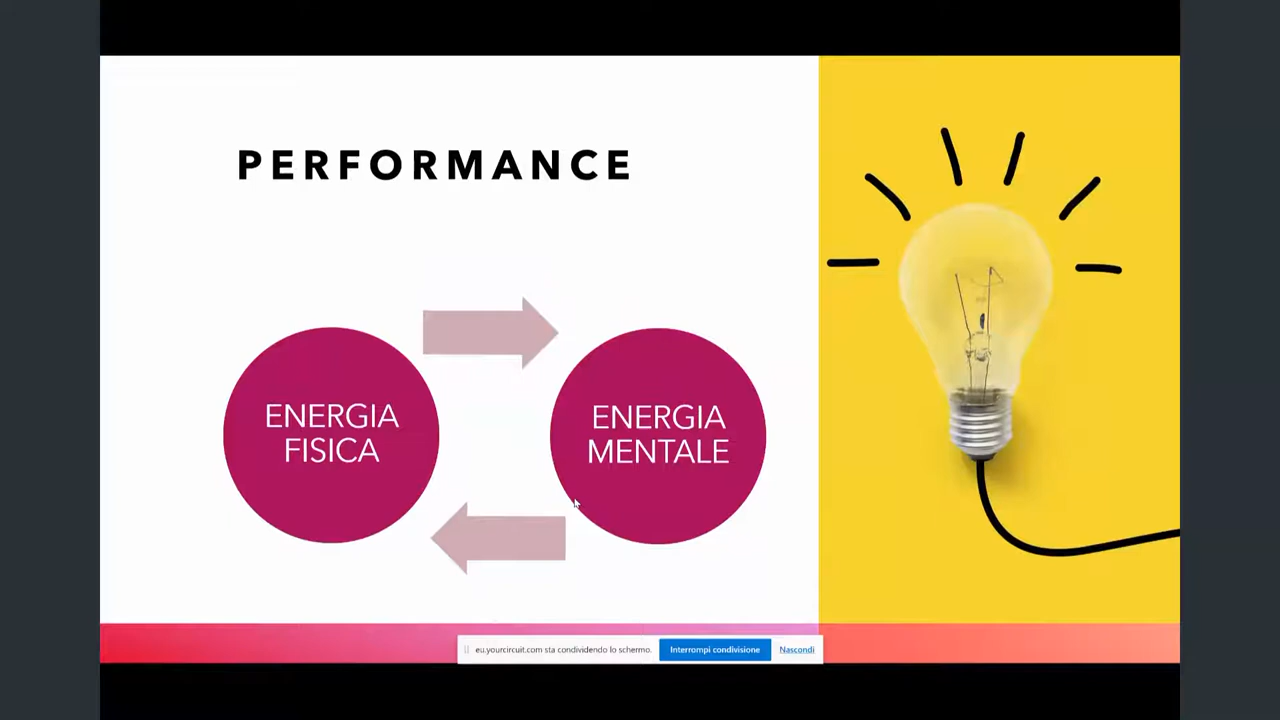 PERFORMANCE
ENERGIA
FISICA
ENERGIA
MENTALE
eu.yourcircuit.com sta condividendo lo schermo.
Interrompi condivisione
Nascondi